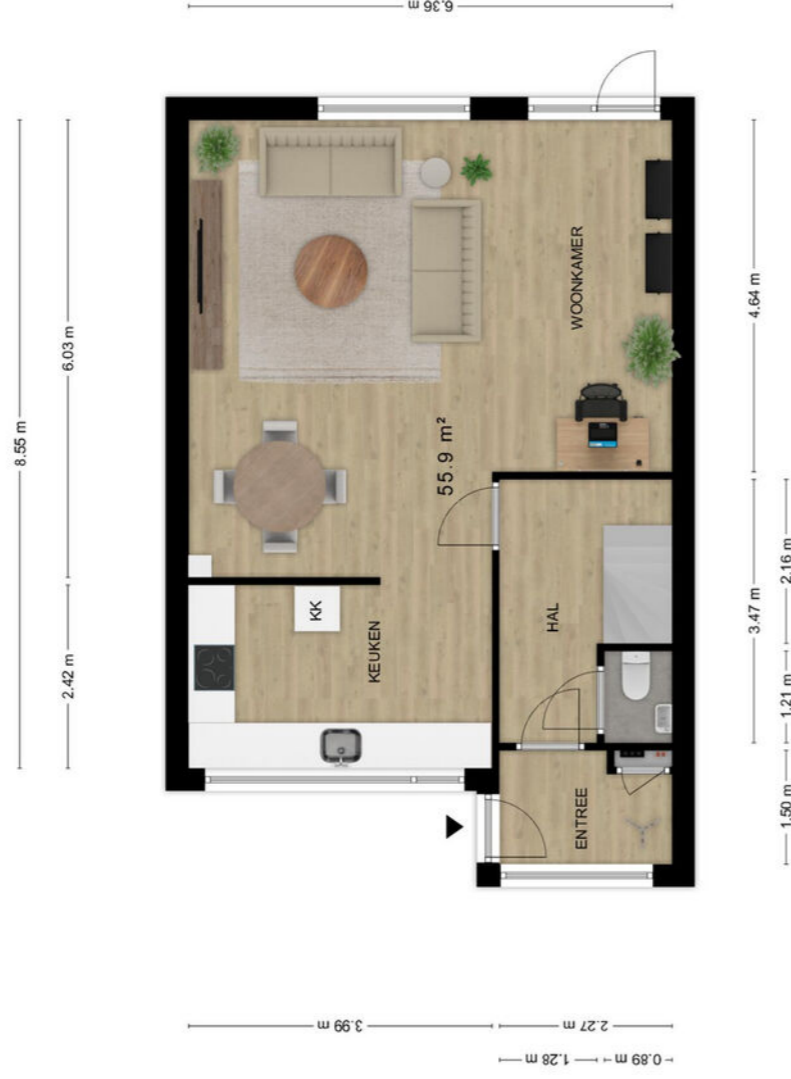 6.36 m
8.55 m
6.03 m
2.42 m
WOONKAMER
4.64 m
55.9 m²
2.16 m
3.47 m
HAL
KK
KEUKEN
1.21 m
ENTREE
1.50 m
3.99 m
2.27 m
1.28 m
0.89 m